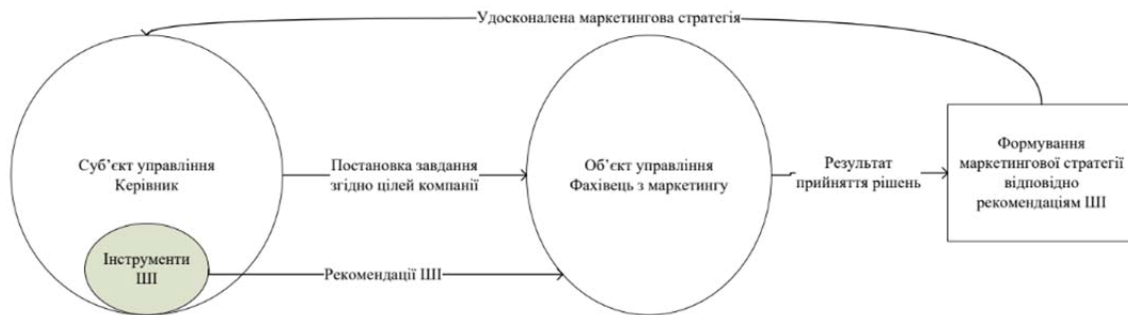 Удосконалена маркетингова стратегія
Суб’єкт управління
Керівник
Постановка завдання
згідно цілей компанії
Об’єкт управління
Фахівець з маркетингу
Результат
прийняття рішень
Формування
маркетингової стратегії
відповідно
рекомендаціям ШІ
Інструменти
ШІ
Рекомендації ШІ